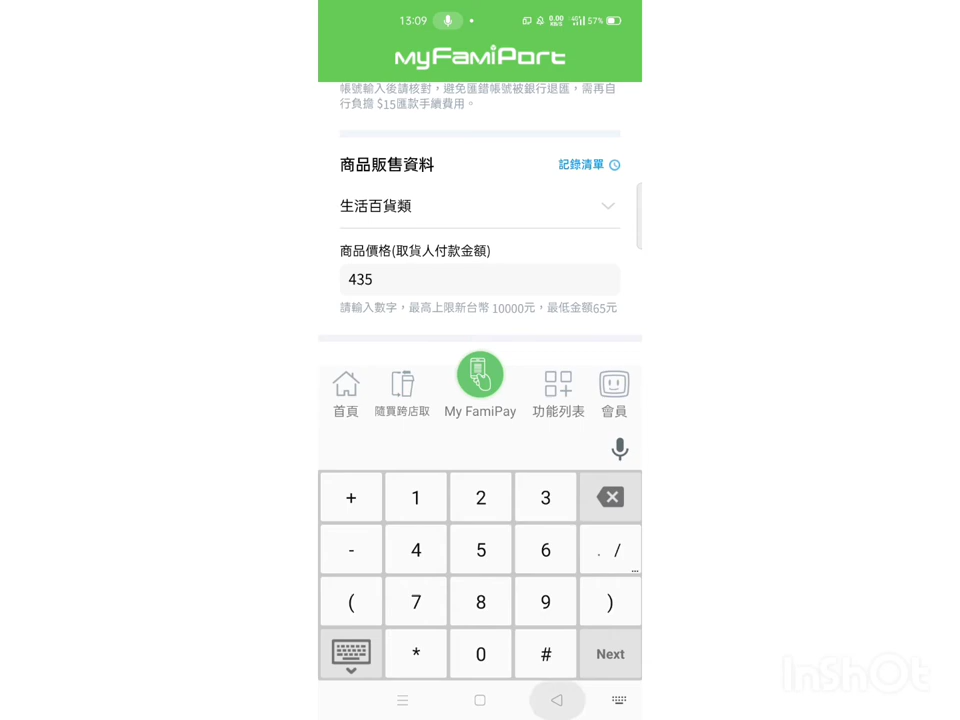 13:09
0.00
KB/S
4G
57%
MyFamiPort
帳號輸入後請核對，避免匯錯帳號被銀行退匯，需再自
行負擔 $15匯款手續費用。
商品販售資料
記錄清單
生活百貨類
商品價格(取貨人付款金額)
435
請輸入數字，最高上限新台幣 10000元，最低金額65元
首頁 隨買跨店取 My FamiPay 功能列表 會員
+ 1 2 3
- 4 5 6 . /
...
( 7 8 9 )
* 0 # Next
InShOt